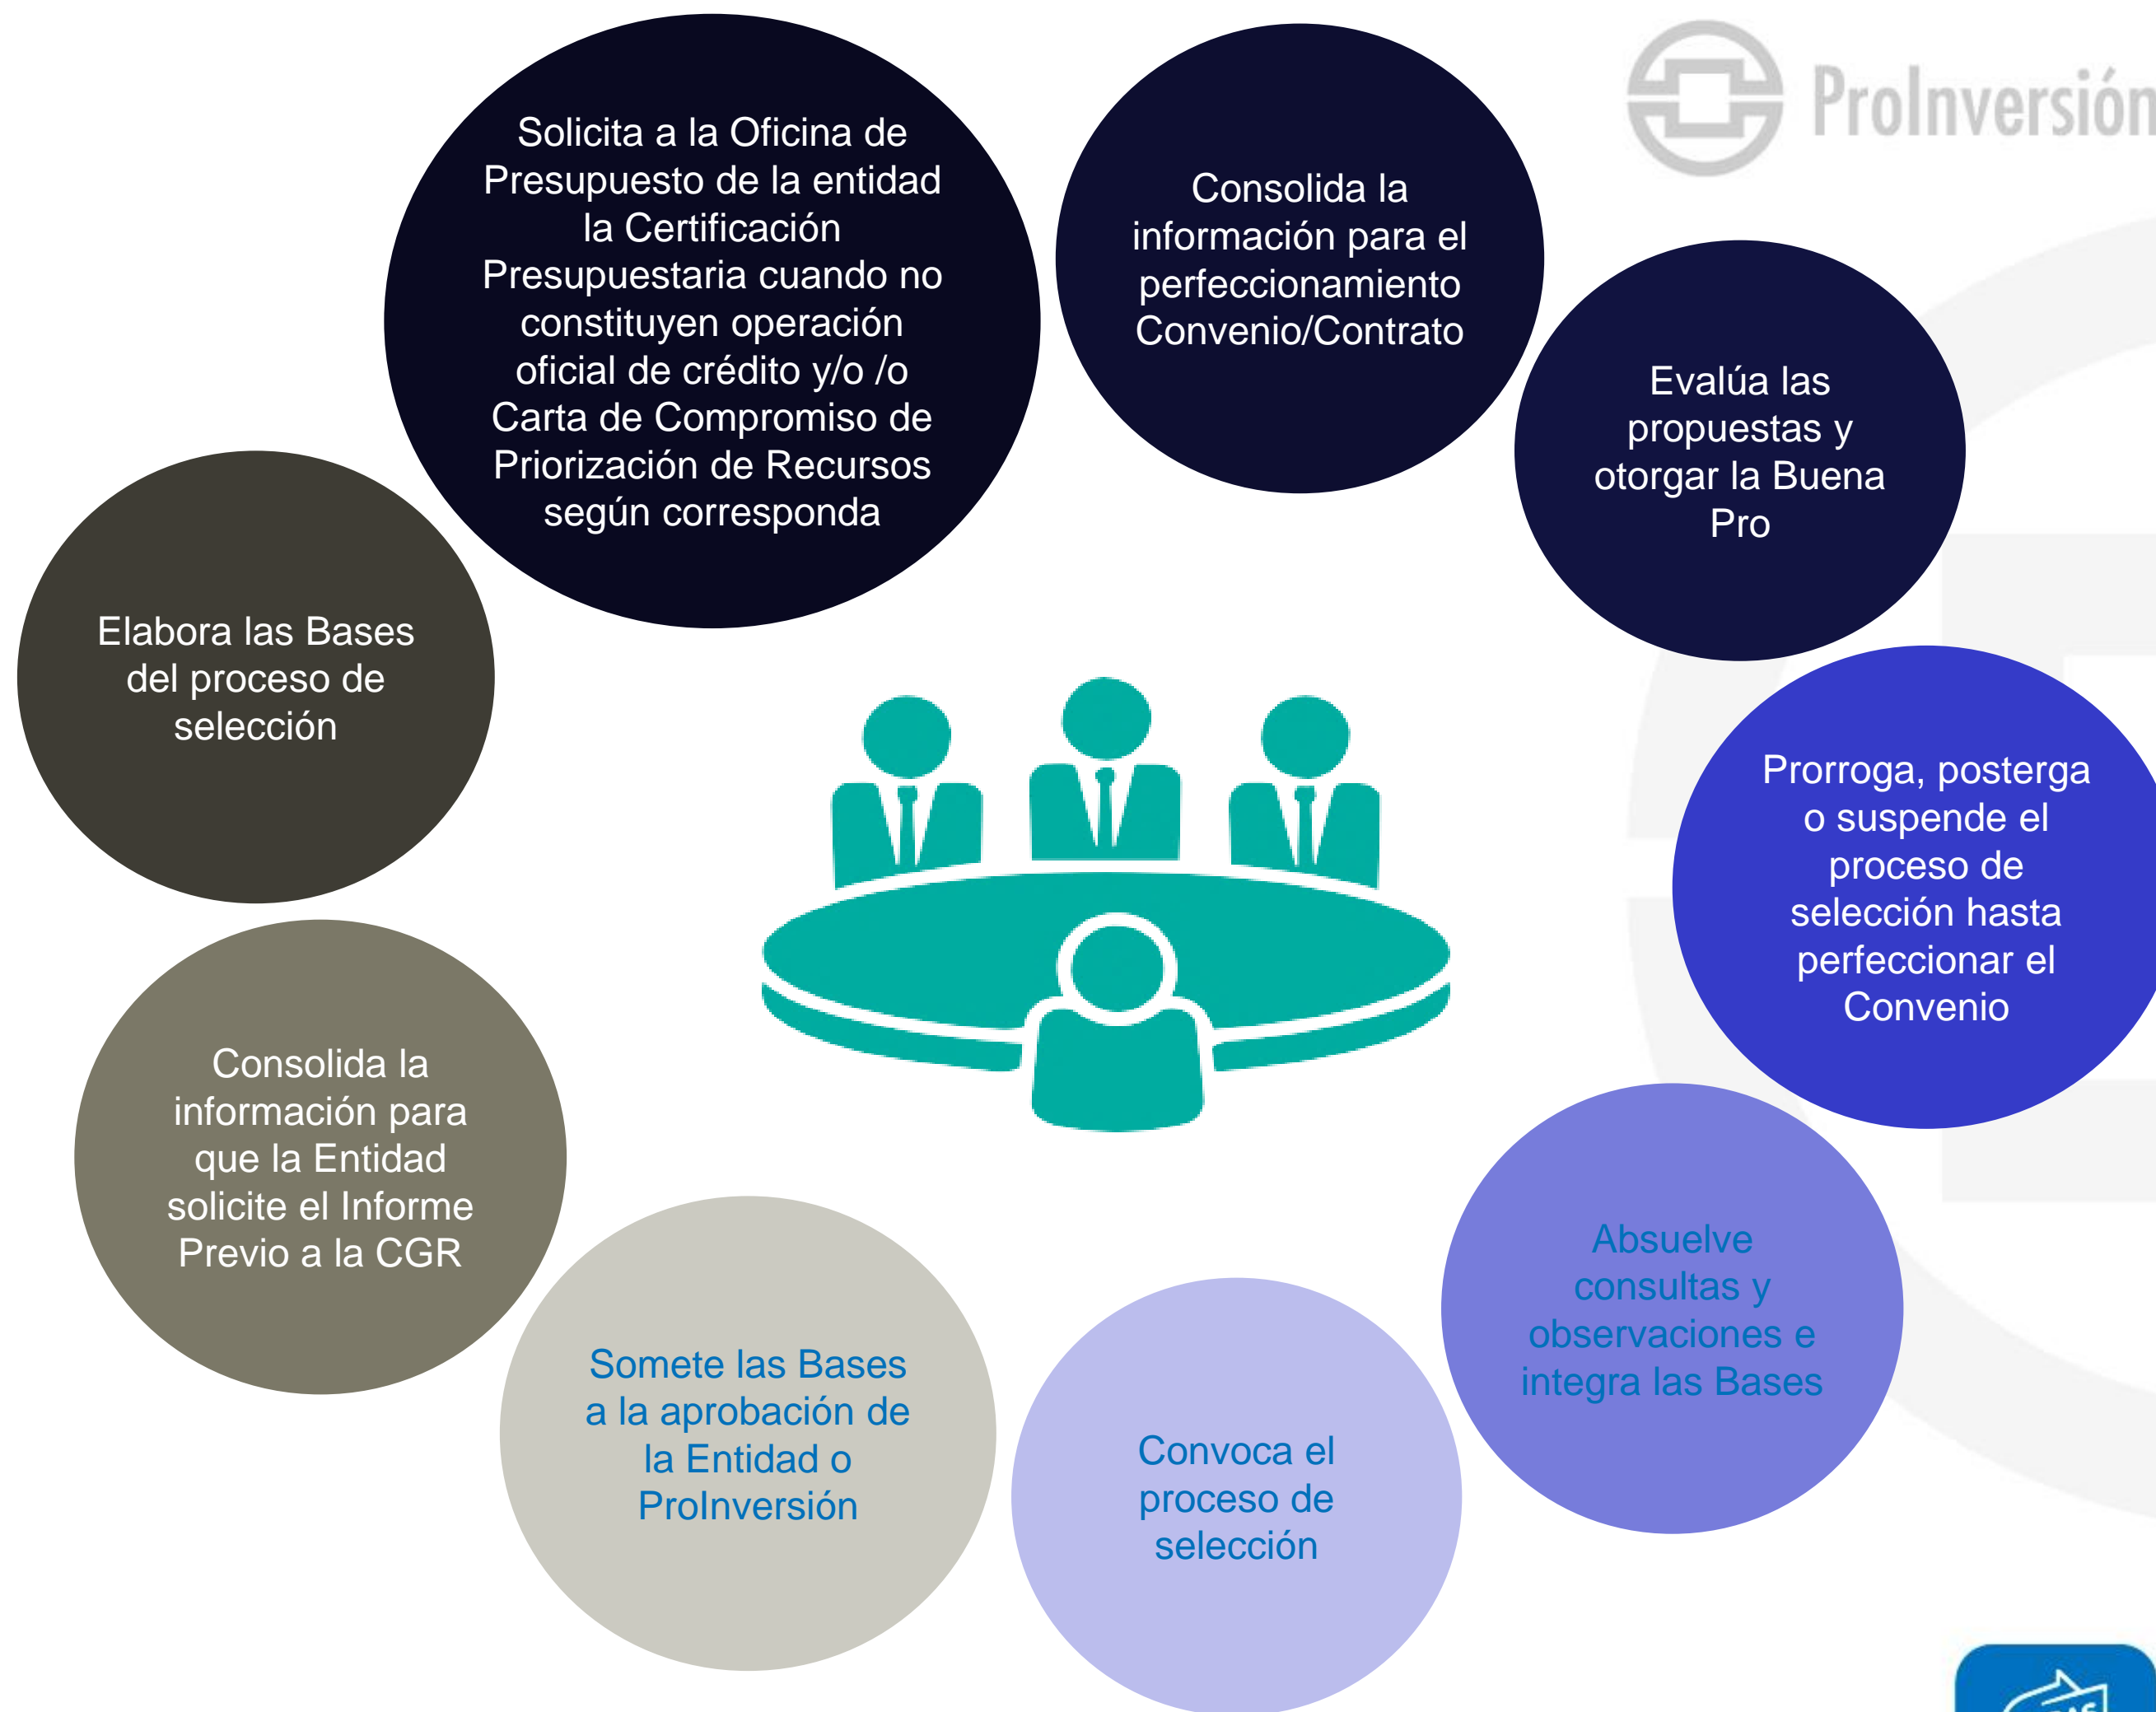 ProInversión
Solicita a la Oficina de
Presupuesto de la entidad
la Certificación
Presupuestaria cuando no
constituyen operación
oficial de crédito y/o /o
Carta de Compromiso de
Priorización de Recursos
según corresponda
Consolida la
información para el
perfeccionamiento
Convenio/Contrato
Evalúa las
propuestas y
otorgar la Buena
Pro
Prorroga, posterga
o suspende el
proceso de
selección hasta
perfeccionar el
Convenio
Absuelve
consultas y
observaciones e
integra las Bases
Convoca el
proceso de
selección
Somete las Bases
a la aprobación de
la Entidad o
ProInversión
Consolida la
información para
que la Entidad
solicite el Informe
Previo a la CGR
Elabora las Bases
del proceso de
selección